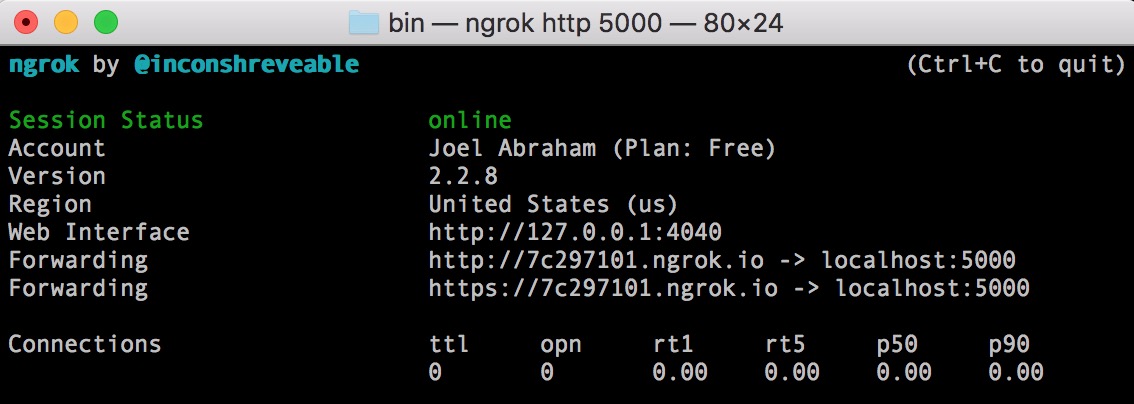 bin — ngrok http 5000 — 80×24
ngrok by @inconshreveable (Ctrl+C to quit)
Session Status online
Account Joel Abraham (Plan: Free)
Version 2.2.8
Region United States (us)
Web Interface http://127.0.0.1:4040
Forwarding http://7c297101.ngrok.io -> localhost:5000
Forwarding https://7c297101.ngrok.io -> localhost:5000
Connections ttl opn rt1 rt5 p50 p90
0 0 0.00 0.00 0.00 0.00